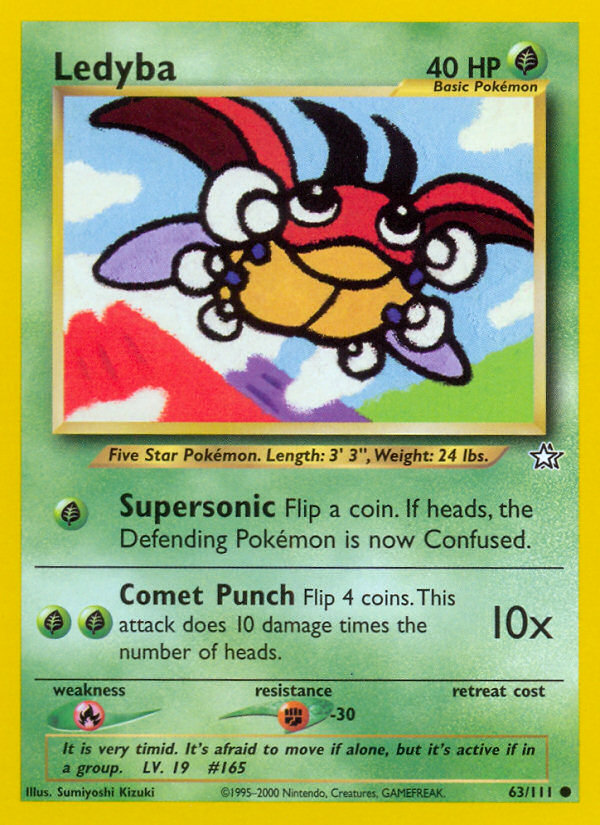 Ledyba
40 HP
Basic Pokémon
Five Star Pokémon. Length: 3' 3", Weight: 24 lbs.
Supersonic Flip a coin. If heads, the
Defending Pokémon is now Confused.
Comet Punch Flip 4 coins. This
attack does 10 damage times the
number of heads.
10x
weakness
resistance
retreat cost
-30
It is very timid. It's afraid to move if alone, but it's active if in
a group. LV. 19 #165
Illus. Sumiyoshi Kizuki
©1995-2000 Nintendo, Creatures, GAMEFREAK.
63/111